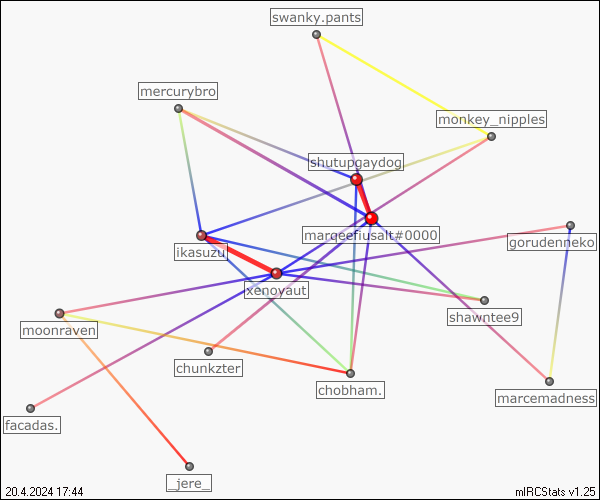 swanky.pants
mercurybro
monkey_nipples
shutupgaydog
marqeefiusalt#0000
gorudenneko
ikasuzu
xenoyaut
shawntee9
moonraven
chunkzter
chobham.
marcemadness
facadas.
_jere_
20.4.2024 17:44
mIRCStats v1.25